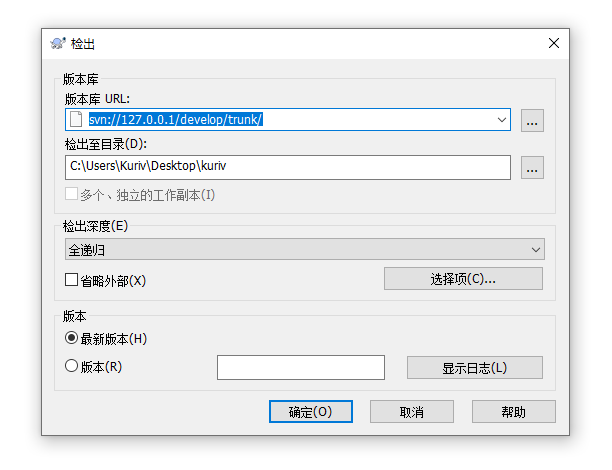 检出
版本库
版本库 URL:
svn://127.0.0.1/develop/trunk/
...
检出至目录(D):
C:\Users\Kuriv\Desktop\kuriv
...
多个、独立的工作副本(I)
检出深度(E)
全递归
省略外部(X)
选择项(C)...
版本
最新版本(H)
版本(R)
显示日志(L)
确定(O)
取消
帮助